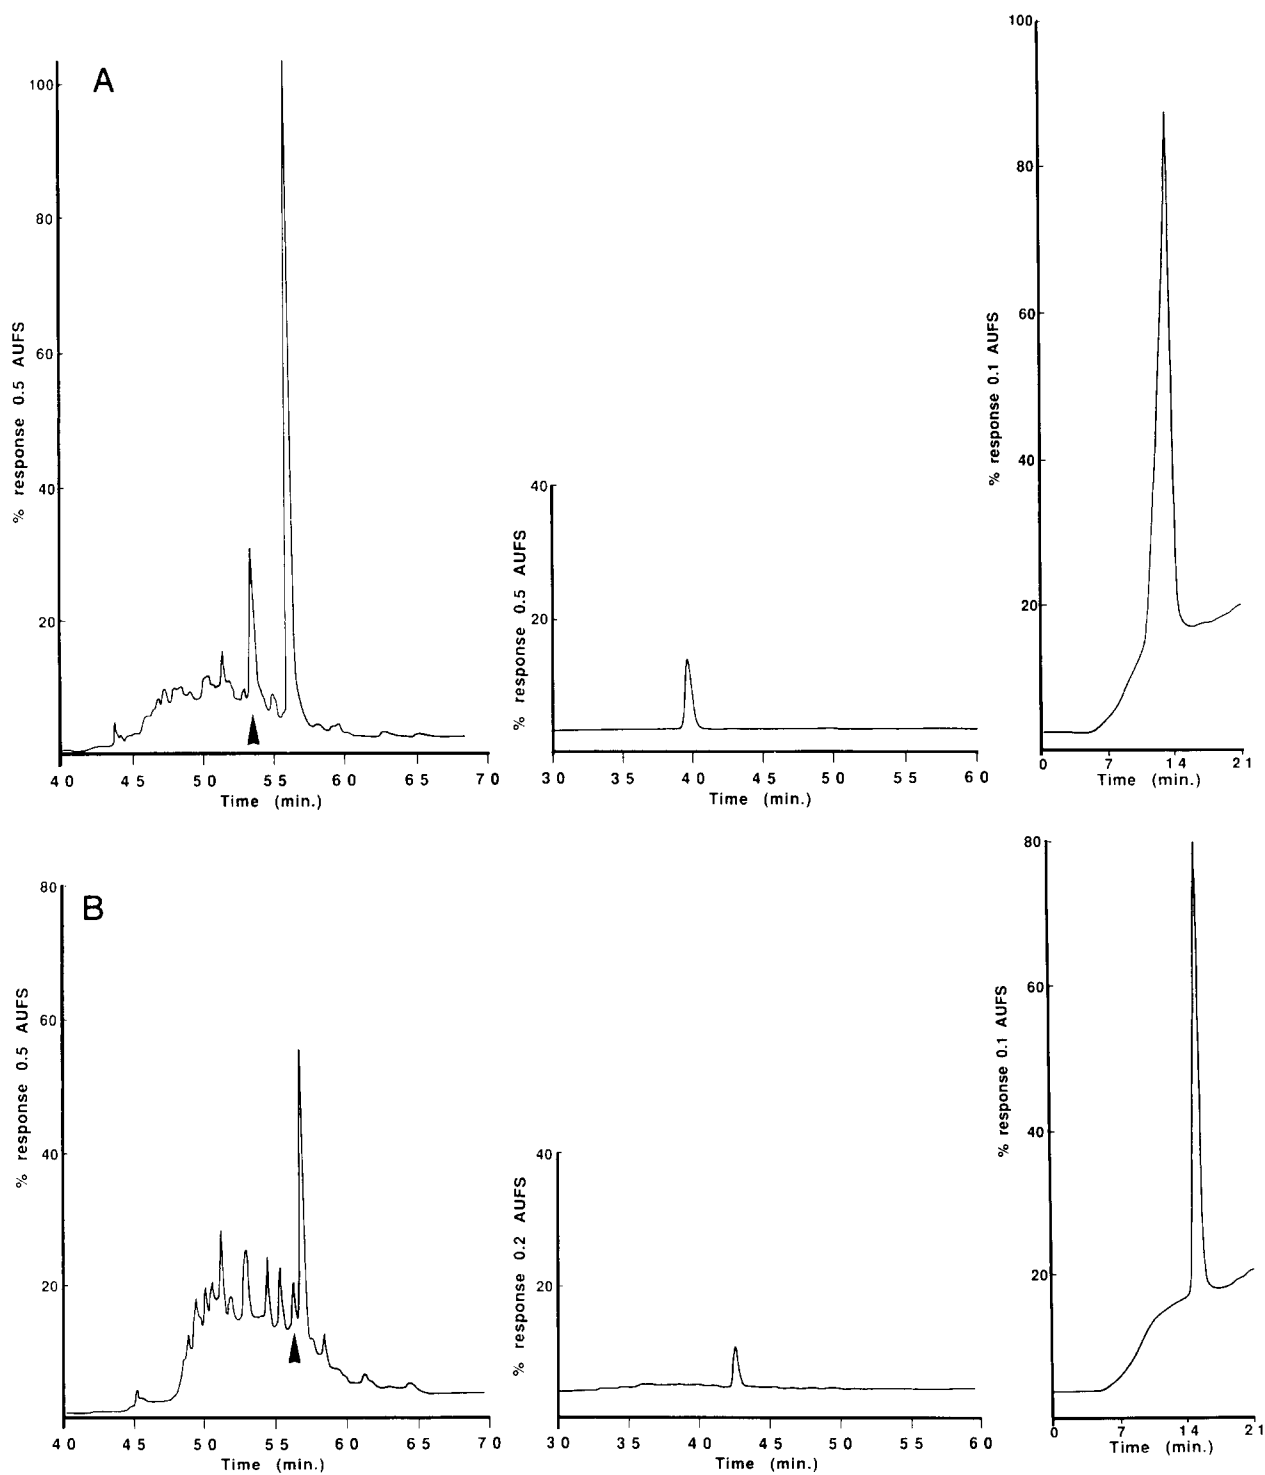 A
100
80
60
40
20
% response 0.5 AUFS
40 45 50 55 60 65 70
Time (min.)
40
20
% response 0.5 AUFS
30 35 40 45 50 55 60
Time (min.)
100
80
60
40
20
% response 0.1 AUFS
0 7 14 21
Time (min.)
B
80
60
40
20
% response 0.5 AUFS
40 45 50 55 60 65 70
Time (min.)
40
20
% response 0.2 AUFS
30 35 40 45 50 55 60
Time (min.)
80
60
40
20
% response 0.1 AUFS
0 7 14 21
Time (min.)